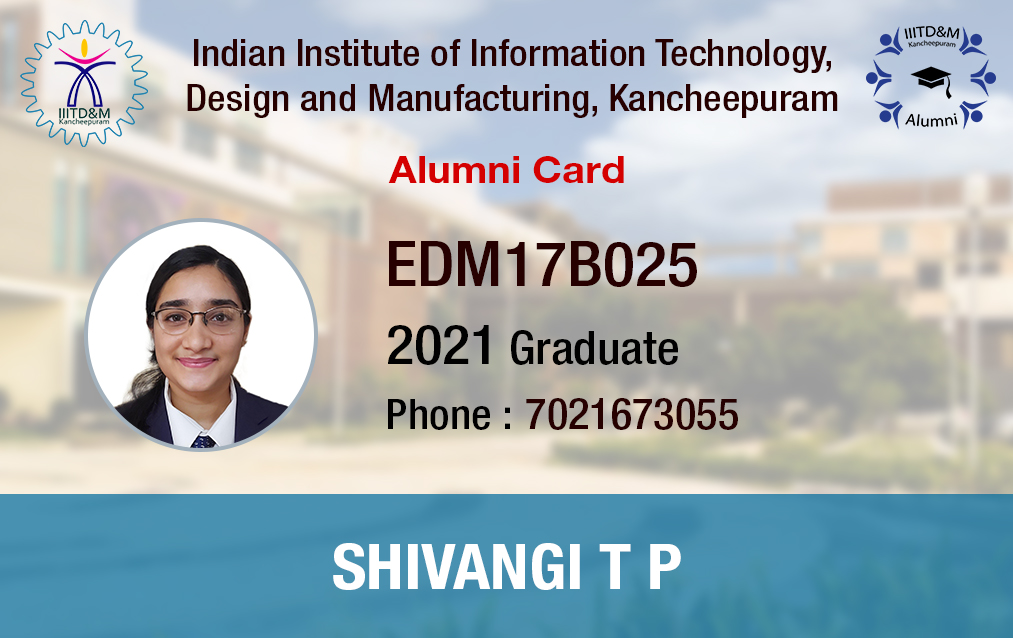 Indian Institute of Information Technology,
Design and Manufacturing, Kancheepuram
IIITD&M
Kancheepuram
IIITD&M
Kancheepuram
Alumni
Alumni Card
EDM17B025
2021 Graduate
Phone : 7021673055
SHIVANGI T P